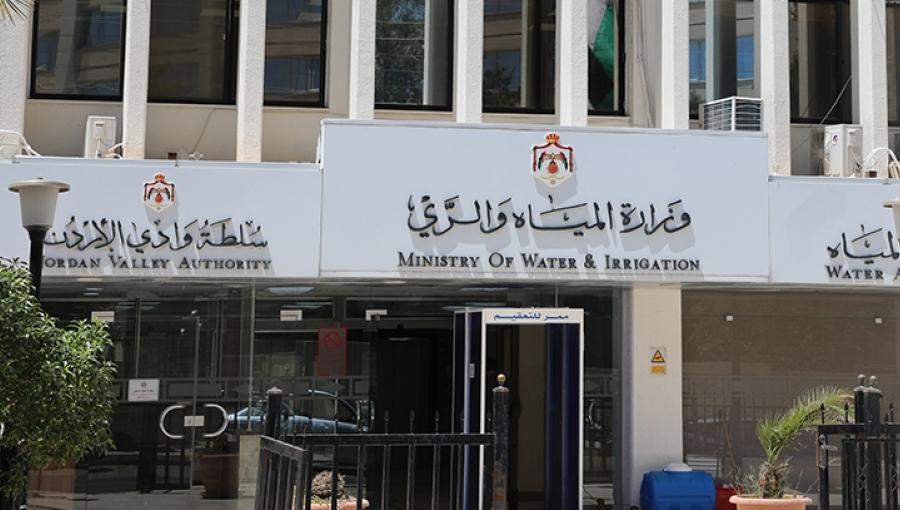 سلطة وادي الأردن
JORDAN VALLEY AUTHORITY
وزارة المياه والري
MINISTRY OF WATER & IRRIGATION
المياه
WATER
ممر للتعقيم